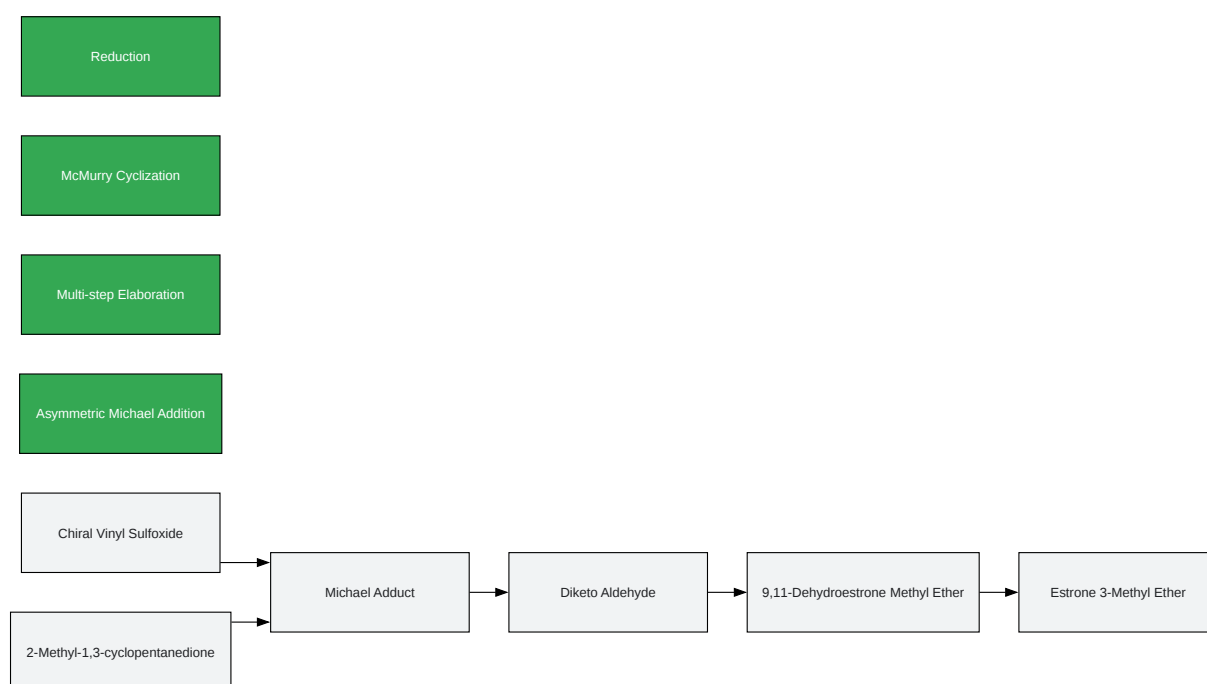 Reduction
McMurry Cyclization
Multi-step Elaboration
Asymmetric Michael Addition
Chiral Vinyl Sulfoxide
Michael Adduct
Diketo Aldehyde
9,11-Dehydroestrone Methyl Ether
Estrone 3-Methyl Ether
2-Methyl-1,3-cyclopentanedione